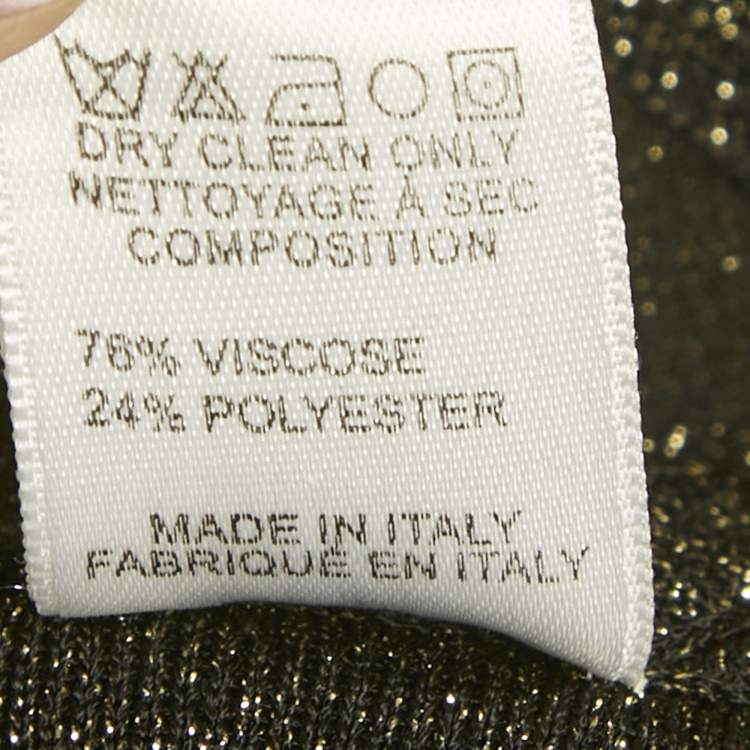 DRY CLEAN ONLY
NETTOYAGE À SEC
COMPOSITION
76% VISCOSE
24% POLYESTER
MADE IN ITALY
FABRIQUÉ EN ITALY